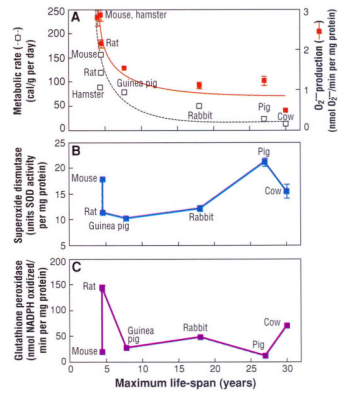 A
Metabolic rate (-□-)
(cal/g per day)
250
200
150
100
50
0
Mouse, hamster
Rat
Mouse
Rat
Hamster
Guinea pig
Rabbit
Pig
Cow
3
2
1
0
O₂⁻ (-■-)
production
(nmol O₂⁻/min per mg protein)
B
Superoxide dismutase
(units SOD activity
per mg protein)
25
20
15
10
5
Mouse
Rat
Guinea pig
Rabbit
Pig
Cow
C
Glutathione peroxidase
(nmol NADPH oxidized/
min per mg protein)
200
150
100
50
0
Rat
Mouse
Guinea
pig
Rabbit
Pig
Cow
0
5
10
15
20
25
30
Maximum life-span (years)